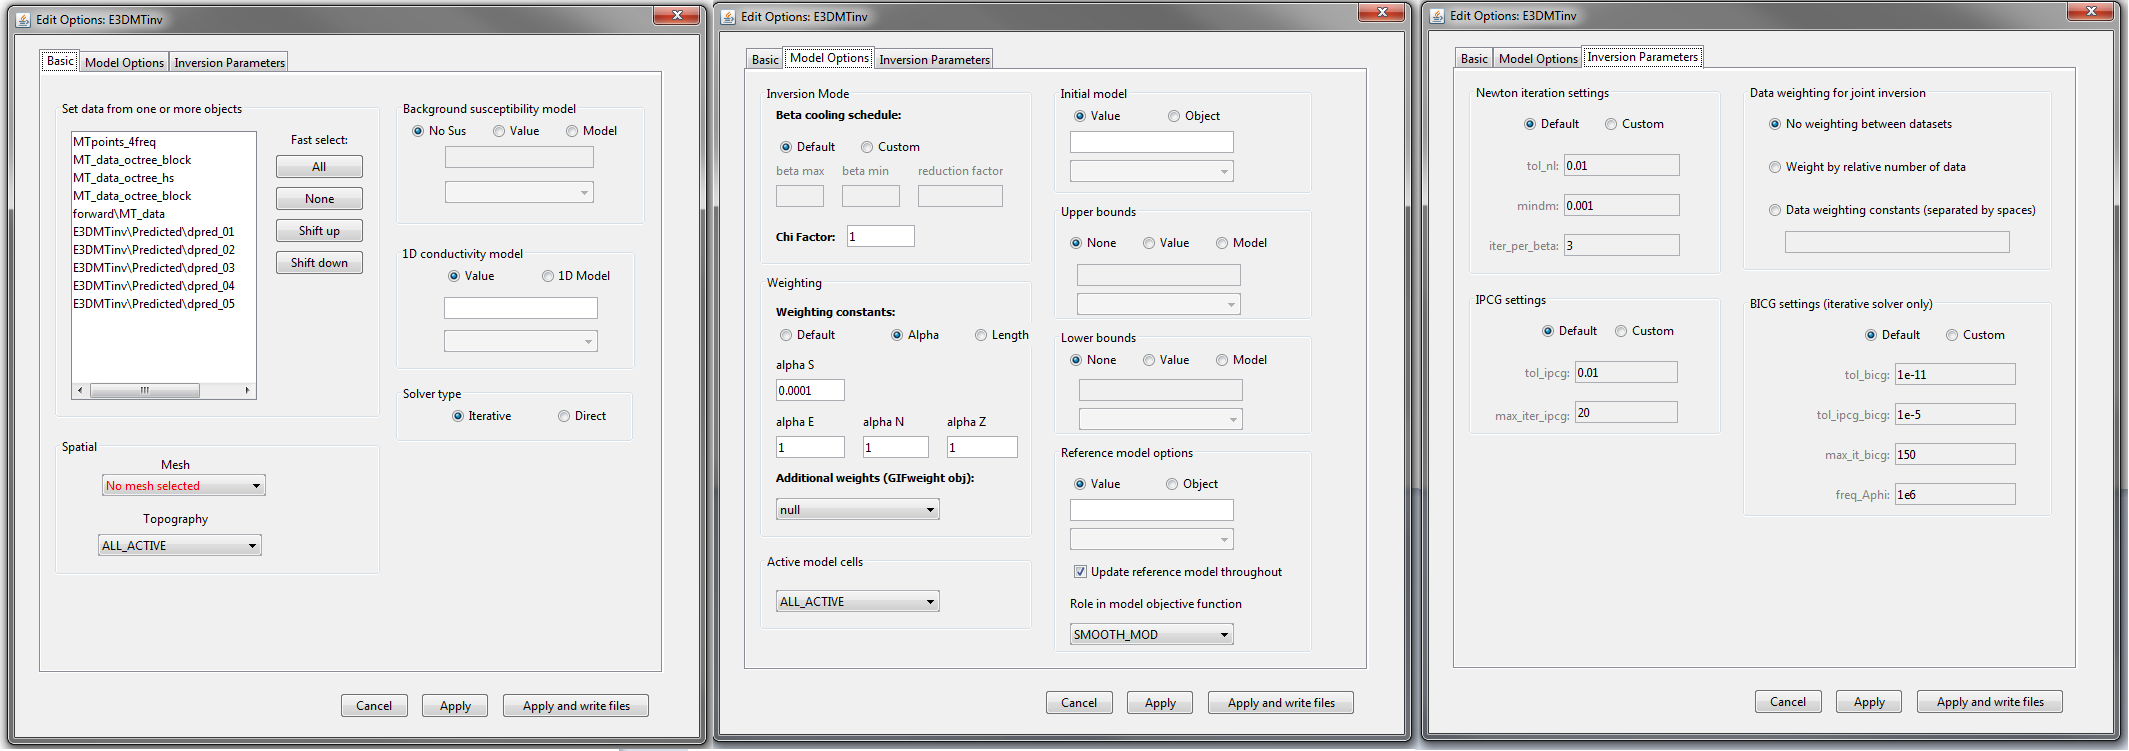 Edit Options: E3DMTinv
Basic
Model Options
Inversion Parameters
Set data from one or more objects
MTpoints_4freq
MT_data_octree_block
MT_data_octree_hs
MT_data_octree_block
forward\MT_data
E3DMTinv\Predicted\dpred_01
E3DMTinv\Predicted\dpred_02
E3DMTinv\Predicted\dpred_03
E3DMTinv\Predicted\dpred_04
E3DMTinv\Predicted\dpred_05
Fast select:
All
None
Shift up
Shift down
Spatial
Mesh
No mesh selected
Topography
ALL_ACTIVE
Background susceptibility model
No Sus Value Model
1D conductivity model
Value 1D Model
Solver type
Iterative Direct
Cancel Apply Apply and write files
Edit Options: E3DMTinv
Basic
Model Options
Inversion Parameters
Inversion Mode
Beta cooling schedule:
Default Custom
beta max beta min reduction factor
Chi Factor: 1
Weighting
Weighting constants:
Default Alpha Length
alpha S
0.0001
alpha E alpha N alpha Z
1 1 1
Additional weights (GIFweight obj):
null
Active model cells
ALL_ACTIVE
Initial model
Value Object
Upper bounds
None Value Model
Lower bounds
None Value Model
Reference model options
Value Object
Update reference model throughout
Role in model objective function
SMOOTH_MOD
Cancel Apply Apply and write files
Edit Options: E3DMTinv
Basic
Model Options
Inversion Parameters
Newton iteration settings
Default Custom
tol_nl: 0.01
mindm: 0.001
iter_per_beta: 3
IPCG settings
Default Custom
tol_ipcg: 0.01
max_iter_ipcg: 20
Data weighting for joint inversion
No weighting between datasets
Weight by relative number of data
Data weighting constants (separated by spaces)
BICG settings (iterative solver only)
Default Custom
tol_bicg: 1e-11
tol_ipcg_bicg: 1e-5
max_it_bicg: 150
freq_Aphi: 1e6
Cancel Apply Apply and write files